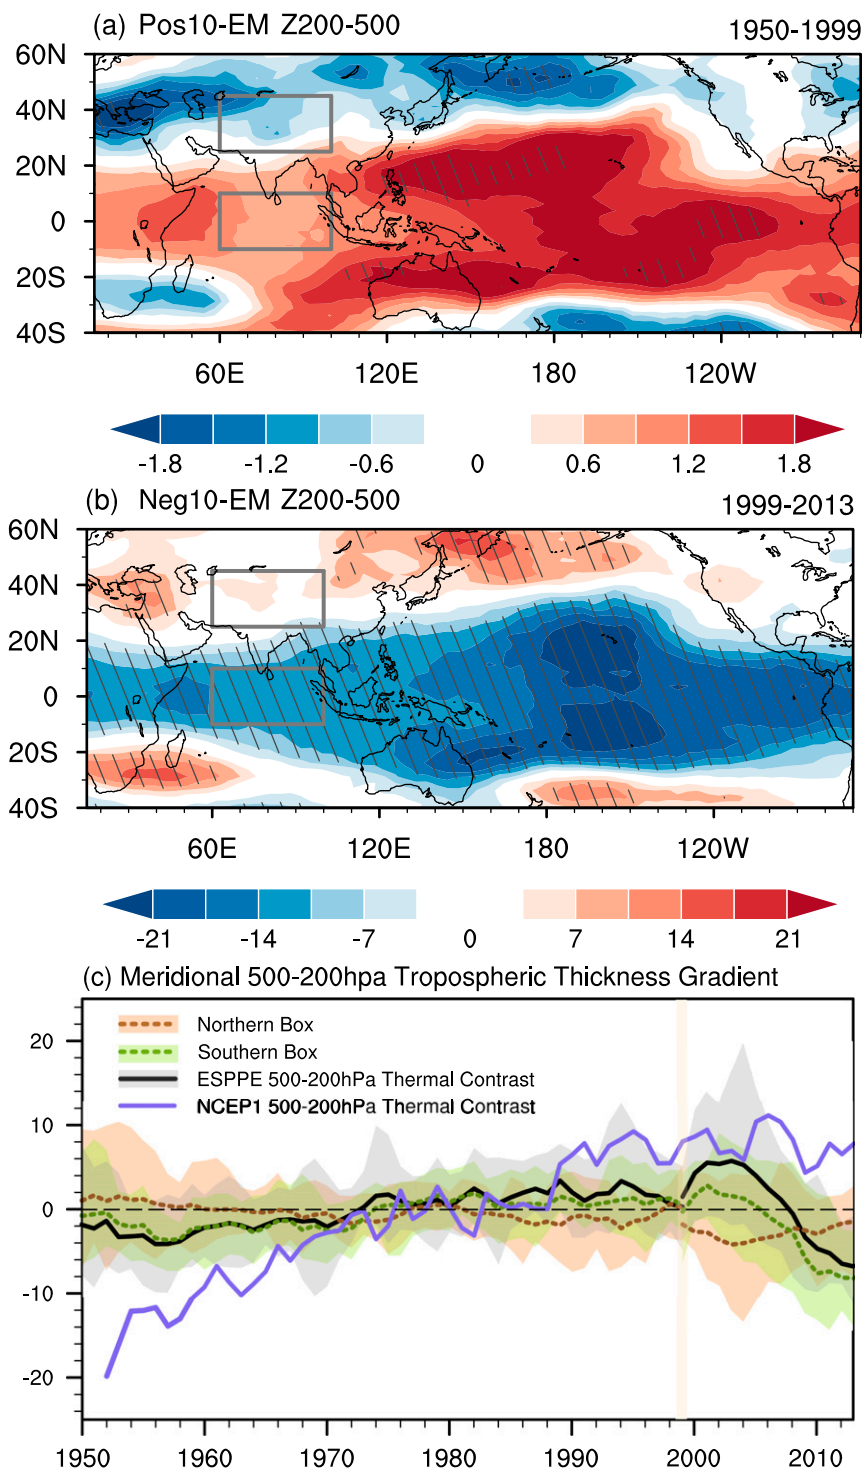 (a) Pos10-EM Z200-500 1950-1999
60N
40N
20N
0
20S
40S
60E 120E 180 120W
-1.8 -1.2 -0.6 0 0.6 1.2 1.8
(b) Neg10-EM Z200-500 1999-2013
60N
40N
20N
0
20S
40S
60E 120E 180 120W
-21 -14 -7 0 7 14 21
(c) Meridional 500-200hpa Tropospheric Thickness Gradient
Northern Box
Southern Box
ESPPE 500-200hPa Thermal Contrast
NCEP1 500-200hPa Thermal Contrast
20
10
0
-10
-20
1950 1960 1970 1980 1990 2000 2010